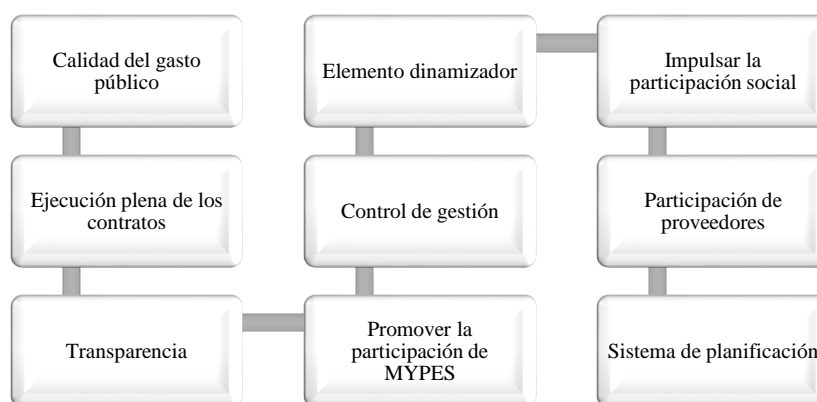 Calidad del gasto
público
Ejecución plena de los
contratos
Transparencia
Promover la
participación de
MYPES
Control de gestión
Elemento dinamizador
Impulsar la
participación social
Participación de
proveedores
Sistema de planificación